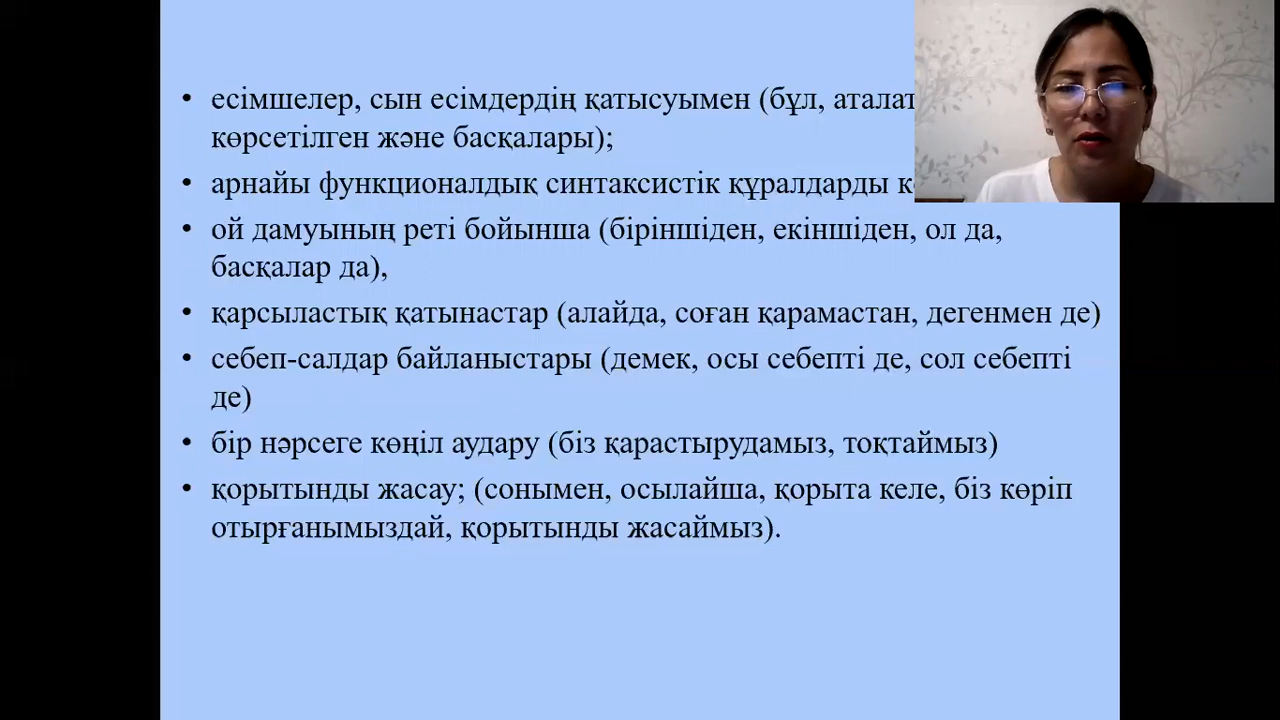 есімшелер, сын есімдердің қатысуымен (бұл,
көрсетілген және басқалары);
арнайы функционалдық синтаксистік құралдарды
ой дамуының реті бойынша (біріншіден, екіншіден, ол да,
басқалар да),
қарсыластық қатынастар (алайда, соған қарамастан, дегенмен де)
себеп-салдар байланыстары (демек, осы себепті де, сол себепті
де)
бір нәрсеге көңіл аудару (біз қарастырудамыз, тоқтаймыз)
қорытынды жасау; (сонымен, осылайша, қорыта келе, біз көріп
отырғанымыздай, қорытынды жасаймыз).